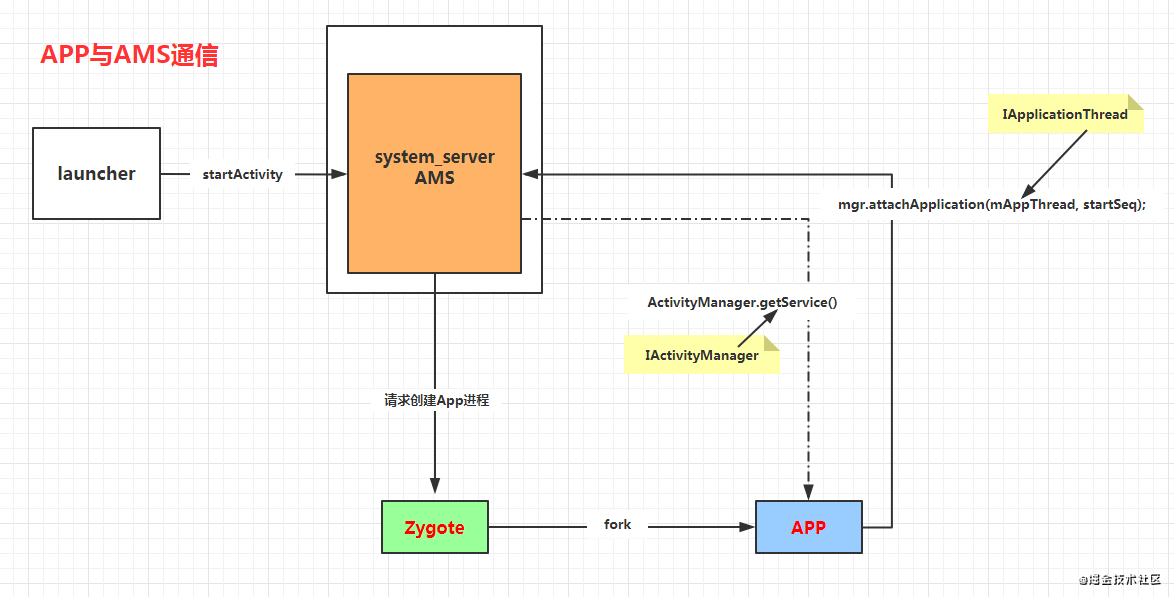 APP与AMS通信
launcher
startActivity
system_server
AMS
IApplicationThread
mgr.attachApplication(mAppThread, startSeq);
ActivityManager.getService()
IActivityManager
请求创建App进程
Zygote
fork
APP
@掘金技术社区